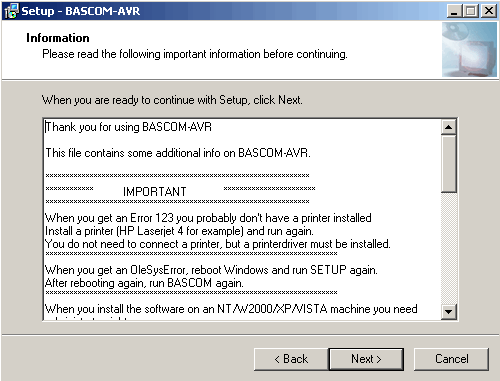 Setup - BASCOM-AVR
Information
Please read the following important information before continuing.
When you are ready to continue with Setup, click Next.
Thank you for using BASCOM-AVR
This file contains some additional info on BASCOM-AVR.
××××××××××××××××××××××××××××××××××××××××××××××××××××××
×××××××××××× IMPORTANT ××××××××××××××××××××××
××××××××××××××××××××××××××××××××××××××××××××××××××××××
When you get an Error 123 you probably don't have a printer installed
Install a printer (HP Laserjet 4 for example) and run again.
You do not need to connect a printer, but a printerdriver must be installed.
××××××××××××××××××××××××××××××××××××××××××××××××××××××
When you get an OleSysError, reboot Windows and run SETUP again.
After rebooting again, run BASCOM again.
××××××××××××××××××××××××××××××××××××××××××××××××××××××
When you install the software on an NT/W2000/XP/VISTA machine you need
< Back Next > Cancel